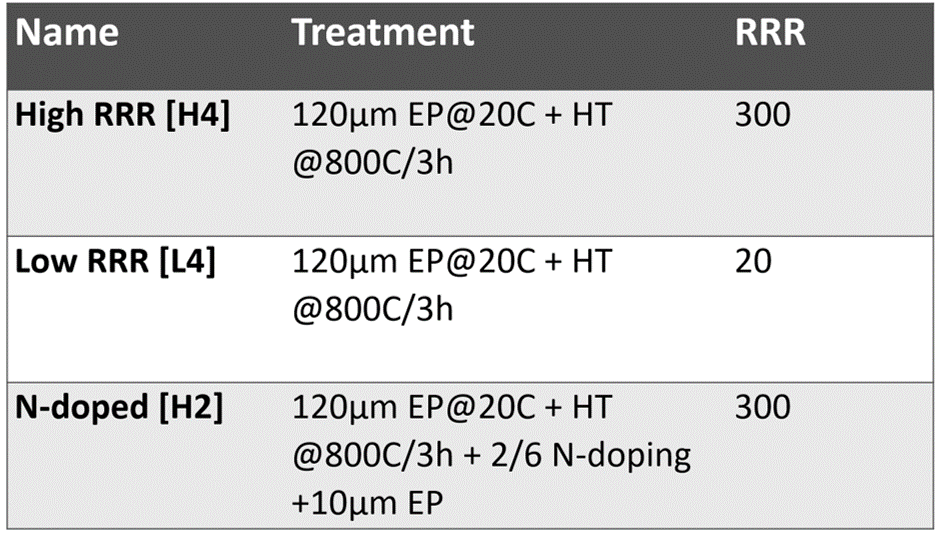 Name Treatment RRR
High RRR [H4] 120µm EP@20C + HT 300
@800C/3h
Low RRR [L4] 120µm EP@20C + HT 20
@800C/3h
N-doped [H2] 120µm EP@20C + HT 300
@800C/3h + 2/6 N-doping
+10µm EP